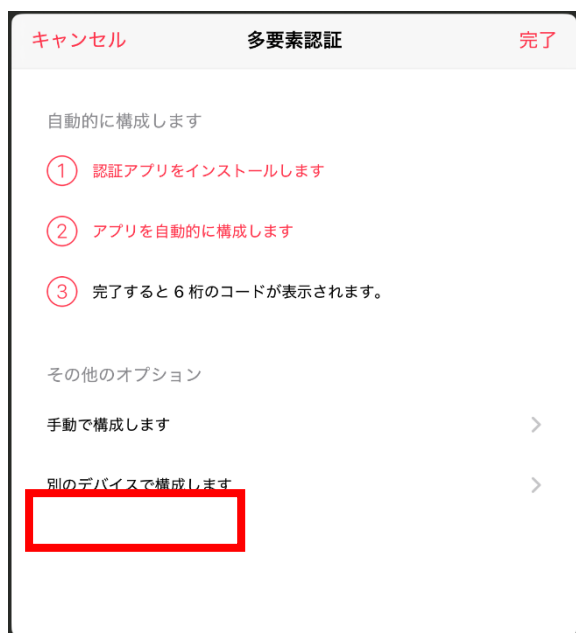 キャンセル 多要素認証 完了
自動的に構成します
1 認証アプリをインストールします
2 アプリを自動的に構成します
3 完了すると 6 桁のコードが表示されます。
その他のオプション
手動で構成します
別のデバイスで構成します